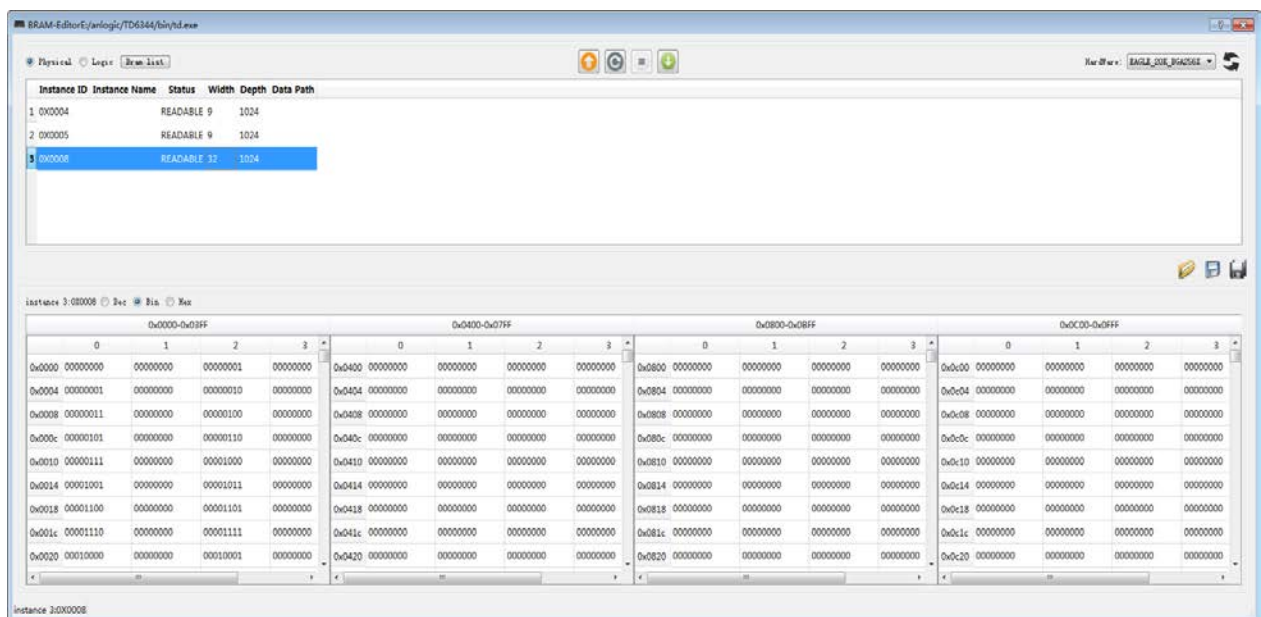 BRAM-EditorE:/anlogic/TD6344/bin/td.exe
Physical Logic Bram list HardWare: EAGLE_20K_BGA256I
Instance ID Instance Name Status Width Depth Data Path
1 0X0004 READABLE 9 1024
2 0X0005 READABLE 9 1024
3 0X0008 READABLE 32 1024
instance 3:0X0008 Dec Bin Hex
0x0000-0x03FF 0x0400-0x07FF 0x0800-0x0BFF 0x0C00-0x0FFF
0 1 2 3 0 1 2 3 0 1 2 3 0 1 2 3
0x0000 00000000 00000000 00000001 00000000 0x0400 00000000 00000000 00000000 00000000 0x0800 00000000 00000000 00000000 00000000 0x0c00 00000000 00000000 00000000 00000000
0x0004 00000001 00000000 00000010 00000000 0x0404 00000000 00000000 00000000 00000000 0x0804 00000000 00000000 00000000 00000000 0x0c04 00000000 00000000 00000000 00000000
0x0008 00000011 00000000 00000100 00000000 0x0408 00000000 00000000 00000000 00000000 0x0808 00000000 00000000 00000000 00000000 0x0c08 00000000 00000000 00000000 00000000
0x000c 00000101 00000000 00000110 00000000 0x040c 00000000 00000000 00000000 00000000 0x080c 00000000 00000000 00000000 00000000 0x0c0c 00000000 00000000 00000000 00000000
0x0010 00000111 00000000 00001000 00000000 0x0410 00000000 00000000 00000000 00000000 0x0810 00000000 00000000 00000000 00000000 0x0c10 00000000 00000000 00000000 00000000
0x0014 00001001 00000000 00001011 00000000 0x0414 00000000 00000000 00000000 00000000 0x0814 00000000 00000000 00000000 00000000 0x0c14 00000000 00000000 00000000 00000000
0x0018 00001100 00000000 00001101 00000000 0x0418 00000000 00000000 00000000 00000000 0x0818 00000000 00000000 00000000 00000000 0x0c18 00000000 00000000 00000000 00000000
0x001c 00001110 00000000 00001111 00000000 0x041c 00000000 00000000 00000000 00000000 0x081c 00000000 00000000 00000000 00000000 0x0c1c 00000000 00000000 00000000 00000000
0x0020 00010000 00000000 00010001 00000000 0x0420 00000000 00000000 00000000 00000000 0x0820 00000000 00000000 00000000 00000000 0x0c20 00000000 00000000 00000000 00000000
instance 3:0X0008